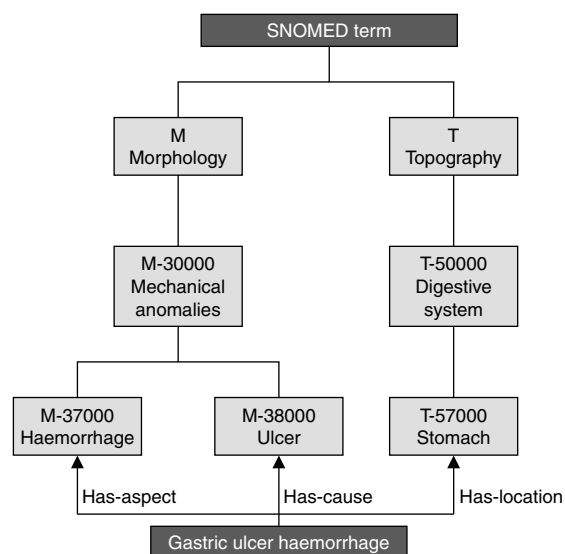 SNOMED term
M
Morphology
T
Topography
M-30000
Mechanical
anomalies
T-50000
Digestive
system
M-37000
Haemorrhage
M-38000
Ulcer
T-57000
Stomach
Has-aspect
Has-cause
Has-location
Gastric ulcer haemorrhage